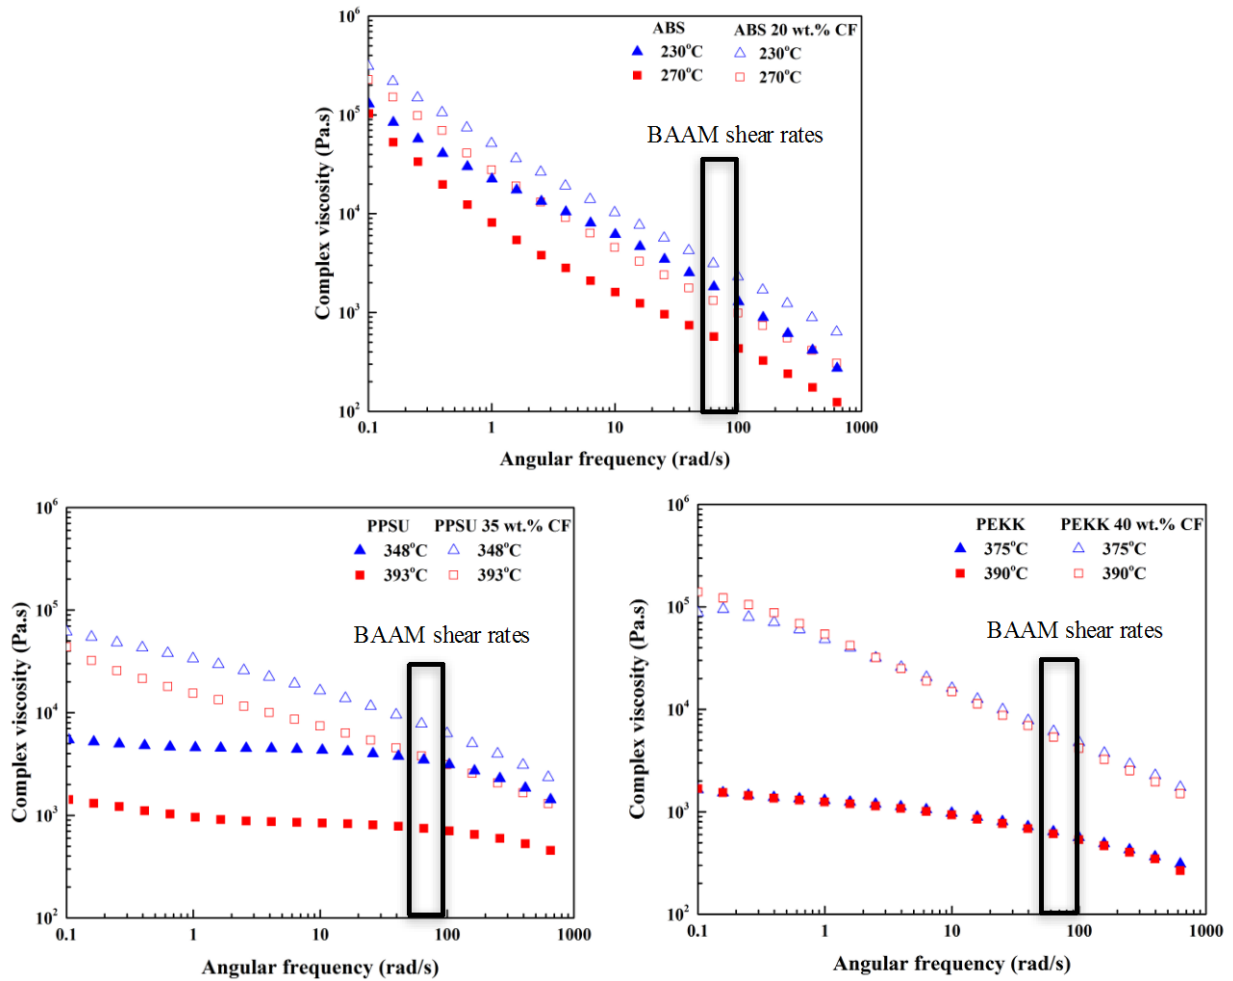 10⁶
ABS ABS 20 wt.% CF
230°C 230°C
270°C 270°C
10⁵
BAAM shear rates
Complex viscosity (Pa.s)
10⁴
10³
10²
0.1 1 10 100 1000
Angular frequency (rad/s)
10⁶
PPSU PPSU 35 wt.% CF
348°C 348°C
393°C 393°C
10⁵
BAAM shear rates
Complex viscosity (Pa.s)
10⁴
10³
10²
0.1 1 10 100 1000
Angular frequency (rad/s)
10⁶
PEKK PEKK 40 wt.% CF
375°C 375°C
390°C 390°C
10⁵
BAAM shear rates
Complex viscosity (Pa.s)
10⁴
10³
10²
0.1 1 10 100 1000
Angular frequency (rad/s)